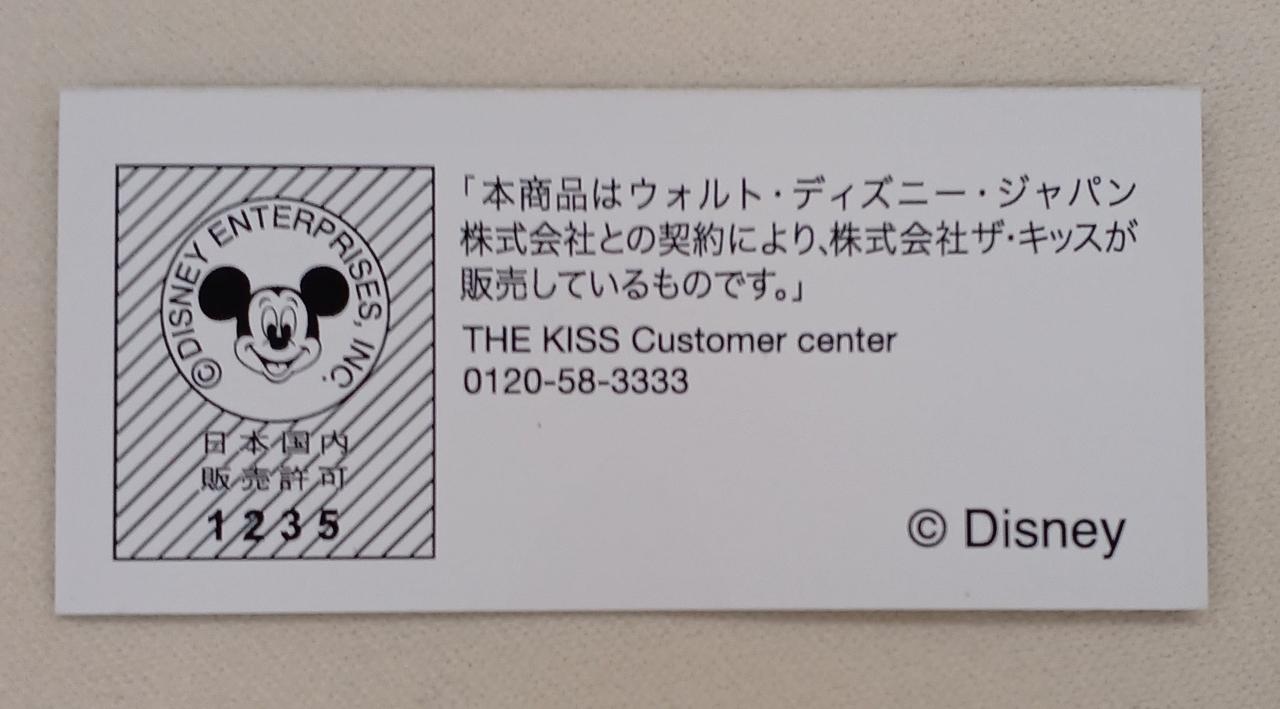 ©DISNEY ENTERPRISES, INC.
日本国内
販売許可
1235
「本商品はウォルト・ディズニー・ジャパン
株式会社との契約により、株式会社ザ・キッスが
販売しているものです。」
THE KISS Customer center
0120-58-3333
© Disney